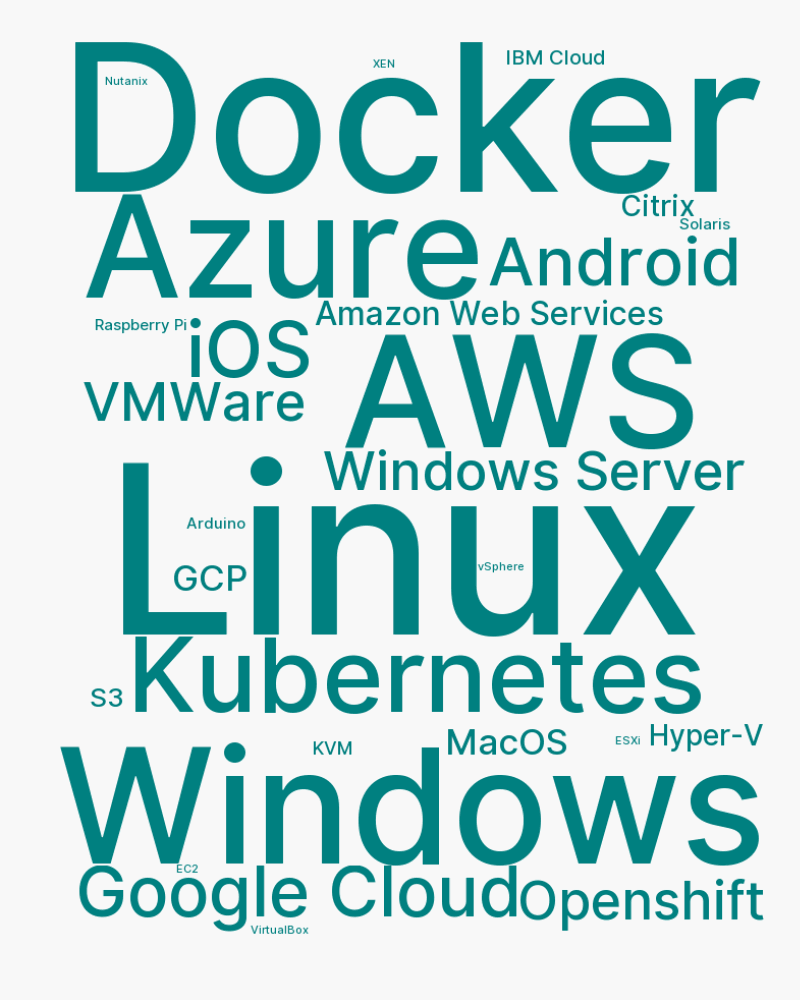 XEN
IBM Cloud
Nutanix
Docker
Citrix
Solaris
Azure
Android
Amazon Web Services
Raspberry Pi
iOS
VMWare
AWS
Windows Server
Linux
Arduino
vSphere
GCP
Kubernetes
S3
MacOS
Hyper-V
ESXi
KVM
Windows
EC2
Google Cloud
Openshift
VirtualBox